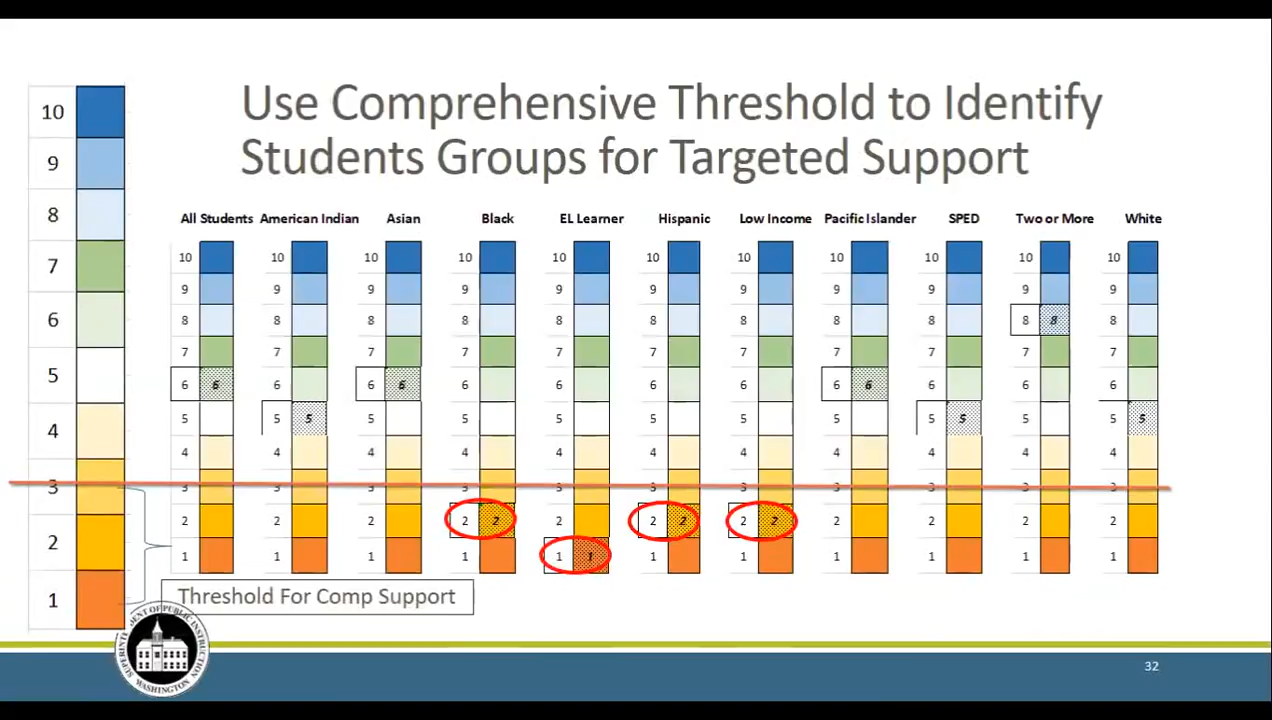 Use Comprehensive Threshold to Identify
Students Groups for Targeted Support
10
9
8
7
6
5
4
3
2
1
All Students American Indian Asian Black EL Learner Hispanic Low Income Pacific Islander SPED Two or More White
10 10 10 10 10 10 10 10 10 10 10
9 9 9 9 9 9 9 9 9 9 9
8 8 8 8 8 8 8 8 8 8 8 8
7 7 7 7 7 7 7 7 7 7 7
6 6 6 6 6 6 6 6 6 6 6 6 6 6
5 5 5 5 5 5 5 5 5 5 5 5 5 5
4 4 4 4 4 4 4 4 4 4 4
3 3 3 3 3 3 3 3 3 3 3
2 2 2 2 2 2 2 2 2 2 2 2 2 2
1 1 1 1 1 1 1 1 1 1 1 1
Threshold For Comp Support
SUPERINTENDENT OF PUBLIC INSTRUCTION
WASHINGTON
32